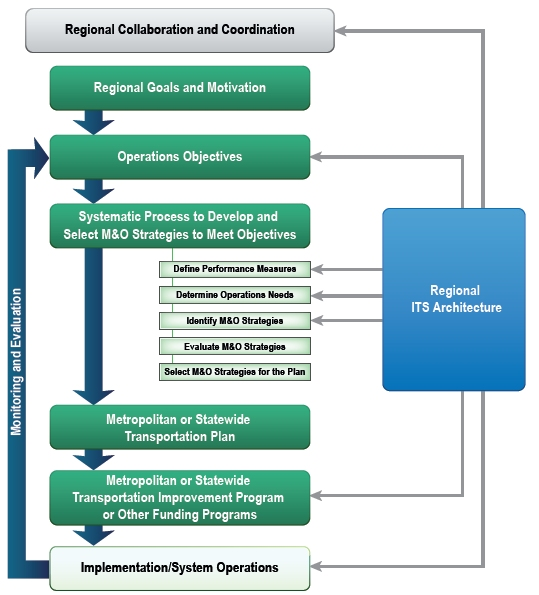 Regional Collaboration and Coordination
Regional Goals and Motivation
Operations Objectives
Systematic Process to Develop and
Select M&O Strategies to Meet Objectives
Define Performance Measures
Determine Operations Needs
Identify M&O Strategies
Evaluate M&O Strategies
Select M&O Strategies for the Plan
Regional
ITS Architecture
Monitoring and Evaluation
Metropolitan or Statewide
Transportation Plan
Metropolitan or Statewide
Transportation Improvement Program
or Other Funding Programs
Implementation/System Operations